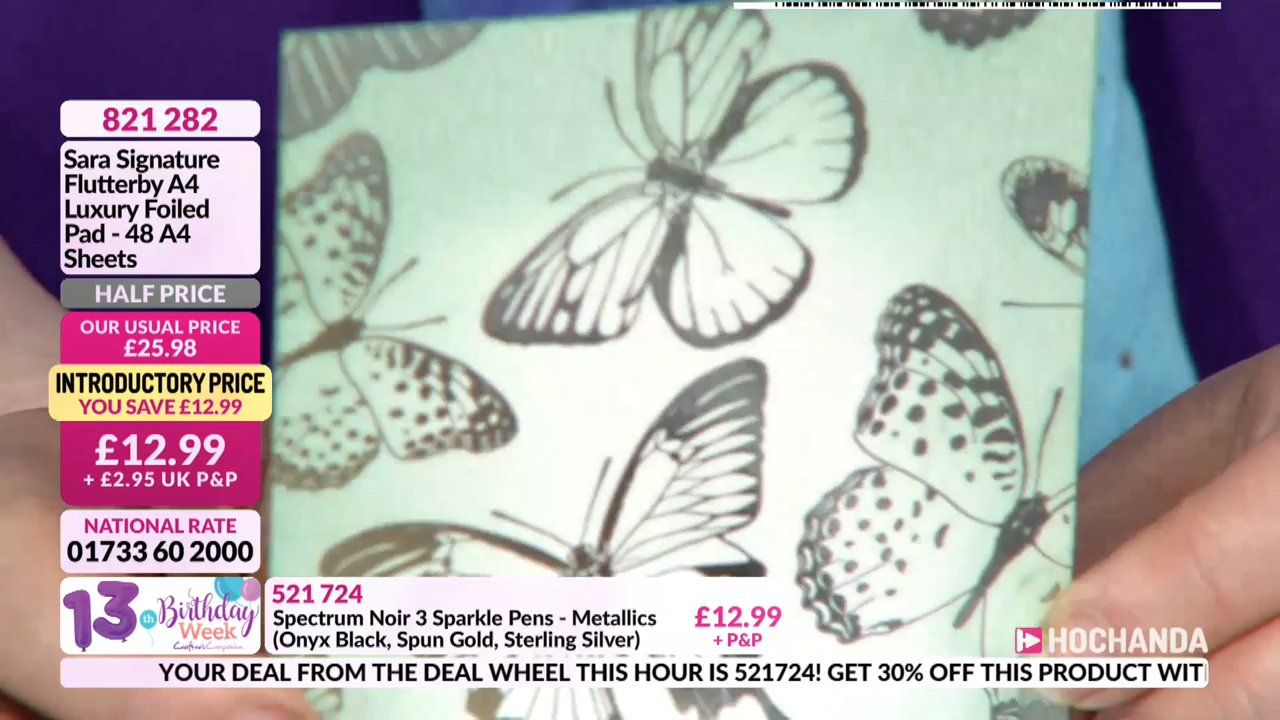 821 282
Sara Signature
Flutterby A4
Luxury Foiled
Pad - 48 A4
Sheets
HALF PRICE
OUR USUAL PRICE
£25.98
INTRODUCTORY PRICE
YOU SAVE £12.99
£12.99
+ £2.95 UK P&P
NATIONAL RATE
01733 60 2000
13th Birthday
Week
Crafter's Companion
521 724
Spectrum Noir 3 Sparkle Pens - Metallics
(Onyx Black, Spun Gold, Sterling Silver)
£12.99
+ P&P
HOCHANDA
YOUR DEAL FROM THE DEAL WHEEL THIS HOUR IS 521724! GET 30% OFF THIS PRODUCT WIT